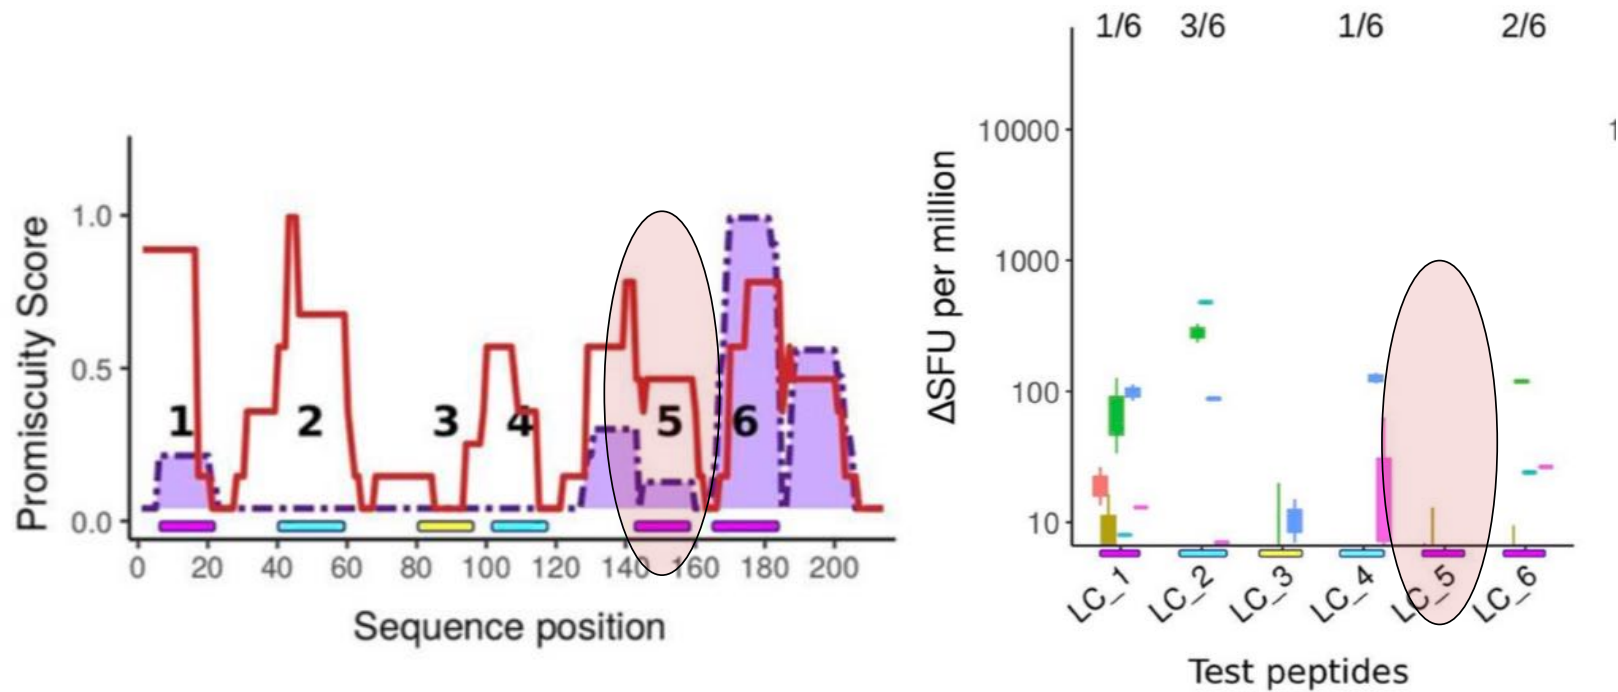 1/6 3/6 1/6 2/6
Promiscuity Score
1.0
0.5
0.0
1 2 3 4 5 6
0 20 40 60 80 100 120 140 160 180 200
Sequence position
ΔSFU per million
10000
1000
100
10
LC_1 LC_2 LC_3 LC_4 LC_5 LC_6
Test peptides
1